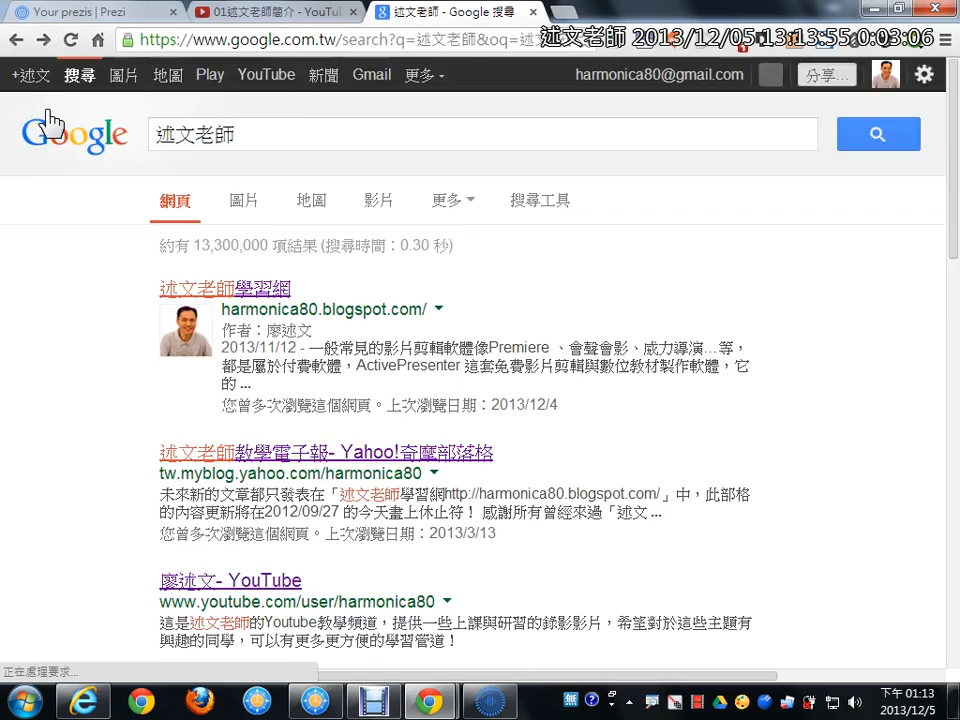 Your prezis | Prezi
01述文老師簡介 - YouTu
述文老師 - Google 搜尋
https://www.google.com.tw/search?q=述文老師&oq=述
述文老師 2013/12/05 13:13:55 0:03:06
+述文 搜尋 圖片 地圖 Play YouTube 新聞 Gmail 更多
harmonica80@gmail.com 分享...
Google 述文老師
網頁 圖片 地圖 影片 更多 搜尋工具
約有 13,300,000 項結果 (搜尋時間：0.30 秒)
述文老師學習網
harmonica80.blogspot.com/
作者：廖述文
2013/11/12 - 一般常見的影片剪輯軟體像Premiere 、會聲會影、威力導演...等，
都是屬於付費軟體，ActivePresenter 這套免費影片剪輯與數位教材製作軟體，它
的 ...
您曾多次瀏覽這個網頁。上次瀏覽日期：2013/12/4
述文老師教學電子報- Yahoo!奇摩部落格
tw.myblog.yahoo.com/harmonica80
未來新的文章都只發表在「述文老師學習網http://harmonica80.blogspot.com/」中，此部格
的內容更新將在2012/09/27 的今天畫上休止符！ 感謝所有曾經來過「述文 ...
您曾多次瀏覽這個網頁。上次瀏覽日期：2013/3/13
廖述文- YouTube
www.youtube.com/user/harmonica80
這是述文老師的Youtube教學頻道，提供一些上課與研習的錄影影片，希望對於這些主題有
興趣的同學，可以有更多更方便的學習管道！
正在處理要求...
下午 01:13
2013/12/5